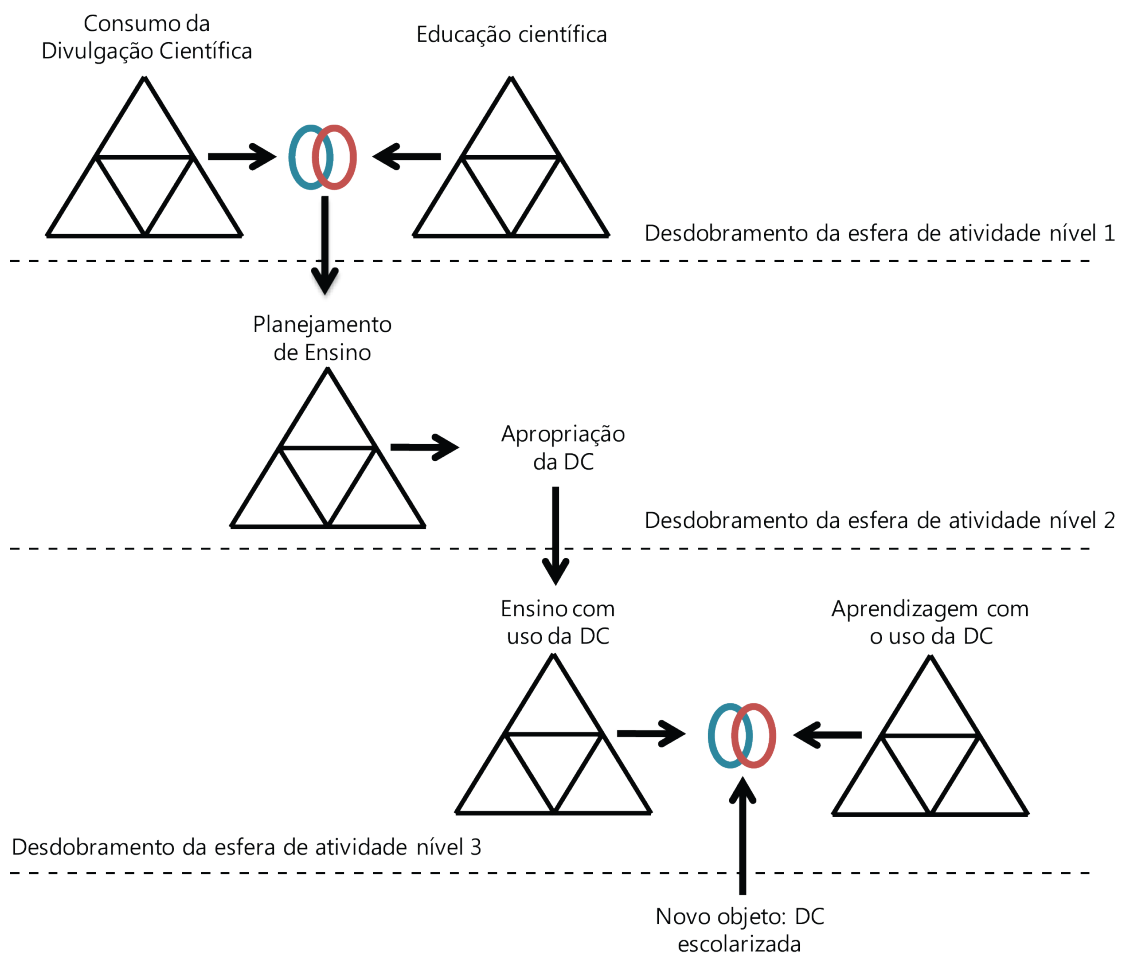 Consumo da
Divulgação Científica
Educação científica
Desdobramento da esfera de atividade nível 1
Planejamento
de Ensino
Apropriação
da DC
Desdobramento da esfera de atividade nível 2
Ensino com
uso da DC
Aprendizagem com
o uso da DC
Desdobramento da esfera de atividade nível 3
Novo objeto: DC
escolarizada